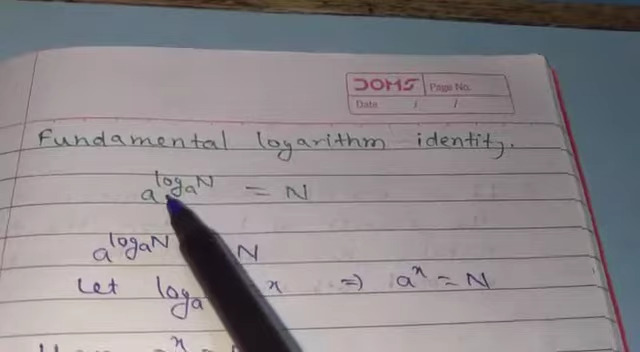 DOMS Page No.
Date / /
Fundamental logarithm identity.
a^{log_a N} = N
a^{log_a N} N
Let log_a x ⇒ a^x = N